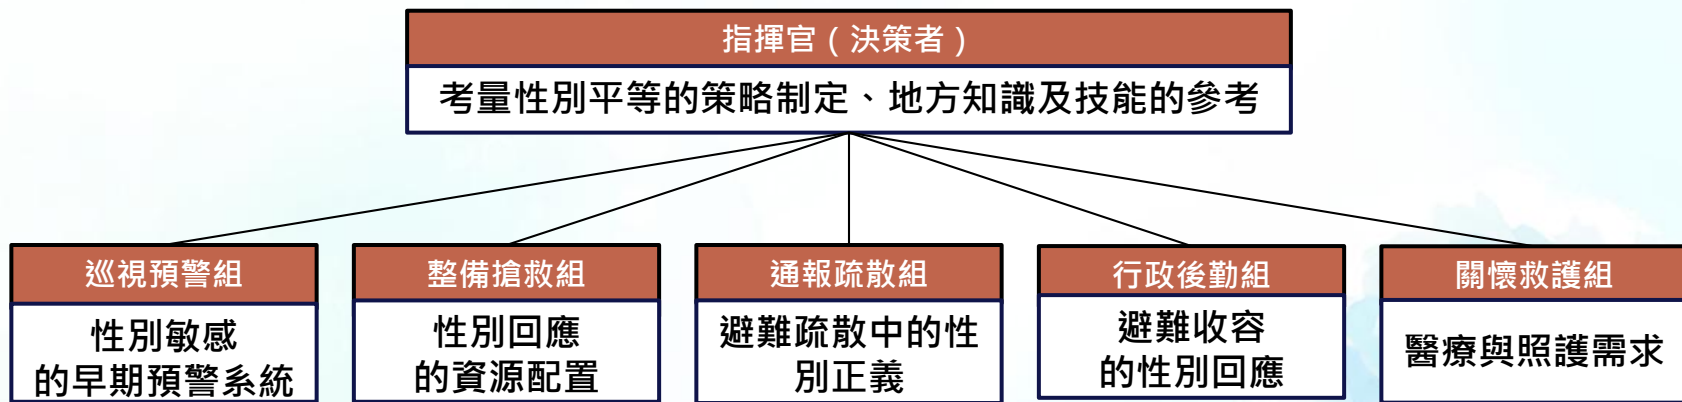 指揮官（決策者）
考量性別平等的策略制定、地方知識及技能的參考
巡視預警組
性別敏感
的早期預警系統
整備搶救組
性別回應
的資源配置
通報疏散組
避難疏散中的性
別正義
行政後勤組
避難收容
的性別回應
關懷救護組
醫療與照護需求